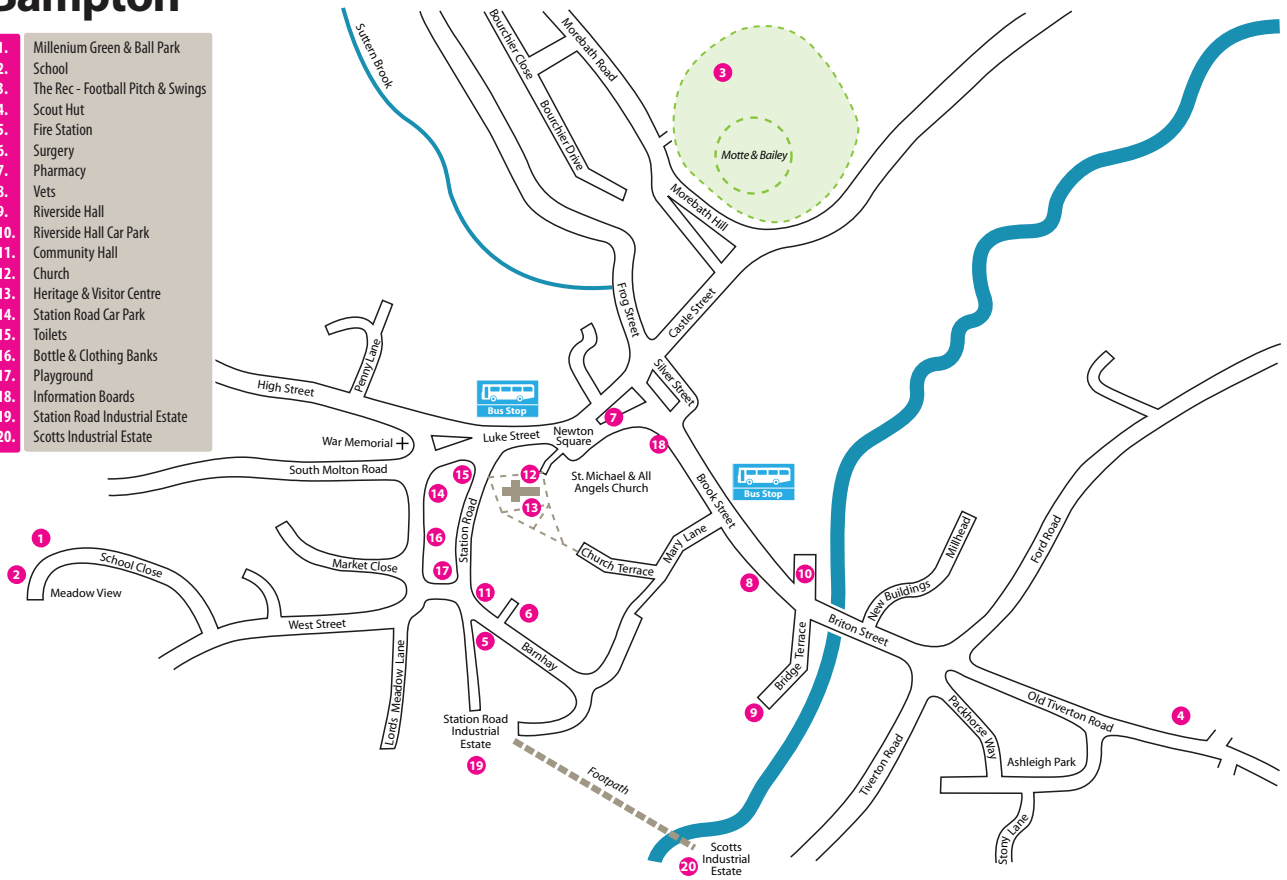 Bampton
1. Millenium Green & Ball Park
2. School
3. The Rec - Football Pitch & Swings
4. Scout Hut
5. Fire Station
6. Surgery
7. Pharmacy
8. Vets
9. Riverside Hall
10. Riverside Hall Car Park
11. Community Hall
12. Church
13. Heritage & Visitor Centre
14. Station Road Car Park
15. Toilets
16. Bottle & Clothing Banks
17. Playground
18. Information Boards
19. Station Road Industrial Estate
20. Scotts Industrial Estate
Suttern Brook
Bourchier Close
Morebath Road
Bourchier Drive
3
Motte & Bailey
Morebath Hill
Frog Street
Castle Street
Silver Street
Penny Lane
High Street
Bus Stop
7
War Memorial
Luke Street
Newton
Square
18
South Molton Road
15
12
St. Michael & All
Angels Church
14
13
Bus Stop
Brook Street
Station Road
16
1
School Close
2
Meadow View
Market Close
17
Church Terrace
Mary Lane
8
10
11
6
5
West Street
Barnhay
Lords Meadow Lane
Millhead
New Buildings
Ford Road
Briton Street
Bridge Terrace
9
Station Road
Industrial
Estate
19
Footpath
Old Tiverton Road
4
Packhorse Way
Ashleigh Park
Tiverton Road
Stony Lane
20
Scotts
Industrial
Estate